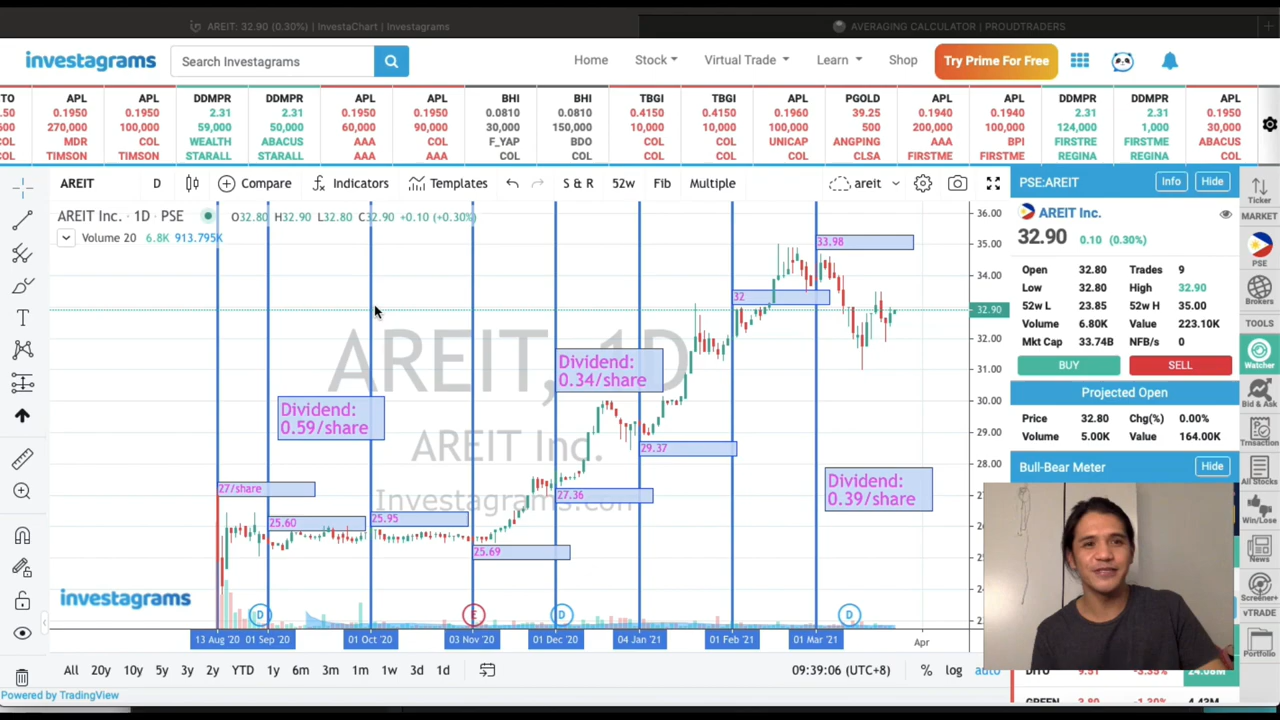 AREIT: 32.90 (0.30%) | InvestaChart | Investagrams
AVERAGING CALCULATOR | PROUDTRADERS
investagrams
Search Investagrams
Home
Stock
Virtual Trade
Learn
Shop
Try Prime For Free
TO APL APL DDMPR DDMPR APL APL BHI BHI TBGI TBGI APL PGOLD APL APL DDMPR DDMPR APL
.50 0.1950 0.1950 2.31 2.31 0.1950 0.1950 0.0810 0.0810 0.4150 0.4150 0.1960 39.25 0.1940 0.1940 2.31 2.31 0.1950
600 270,000 100,000 59,000 50,000 60,000 90,000 30,000 150,000 10,000 10,000 100,000 500 200,000 100,000 124,000 1,000 30,000
COL MDR COL WEALTH ABACUS AAA COL F_YAP BDO COL COL UNICAP ANGPING AAA BPI FIRSTRE FIRSTME ABACUS
COL TIMSON TIMSON STARALL STARALL AAA AAA COL COL COL COL AAA CLSA FIRSTME FIRSTME REGINA REGINA COL
AREIT
D
Compare
Indicators
Templates
S & R
52w
Fib
Multiple
areit
AREIT Inc. · 1D · PSE
O32.80 H32.90 L32.80 C32.90 +0.10 (+0.30%)
Volume 20 6.8K 913.795K
AREIT, 1D
AREIT Inc.
Investagrams.com
27/share
25.60
Dividend:
0.59/share
25.95
25.69
Dividend:
0.34/share
27.36
29.37
32
33.98
Dividend:
0.39/share
36.00
35.00
34.00
32.90
32.00
31.00
30.00
29.00
28.00
investagrams
D
E
D
D
13 Aug '20
01 Sep '20
01 Oct '20
03 Nov '20
01 Dec '20
04 Jan '21
01 Feb '21
01 Mar '21
Apr
All
20y
10y
5y
3y
2y
YTD
1y
6m
3m
1m
1w
3d
1d
09:39:06 (UTC+8)
%
log
auto
Powered by TradingView
PSE:AREIT
Info
Hide
AREIT Inc.
32.90 0.10 (0.30%)
Open 32.80 Trades 9
Low 32.80 High 32.90
52w L 23.85 52w H 35.00
Volume 6.80K Value 223.10K
Mkt Cap 33.74B NFB/s 0
BUY
SELL
Projected Open
Price 32.80 Chg(%) 0.00%
Volume 5.00K Value 164.00K
Bull-Bear Meter
Hide
Ticker
MARKET
PSE
Brokers
TOOLS
Watcher
Bid & Ask
Trnsaction
All Stocks
Win/Lose
News
Screener+
vTRADE
Portfolio